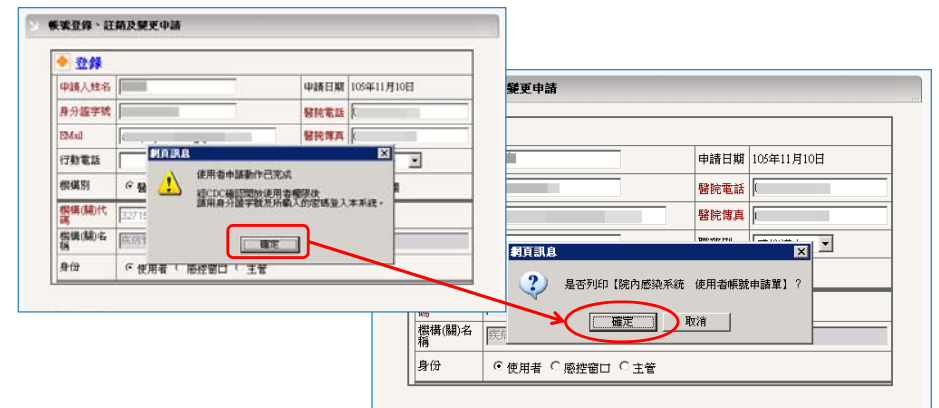 帳號登錄、註銷及變更申請
登錄
申請人姓名
申請日期 105年11月10日
身分證字號
醫院電話
EMail
醫院傳真
行動電話
機構別
機構(關)代碼
32715
機構(關)名稱
疾病
身份
使用者 感控窗口 主管
網頁訊息
使用者申請動作已完成
經CDC確認開放使用者權限後
請用身分證字號及所輸入的密碼登入本系統。
確定
變更申請
申請日期 105年11月10日
醫院電話
醫院傳真
網頁訊息
是否列印【院內感染系統 使用者帳號申請單】?
確定 取消
碼
機構(關)名稱
疾病
身份
使用者 感控窗口 主管